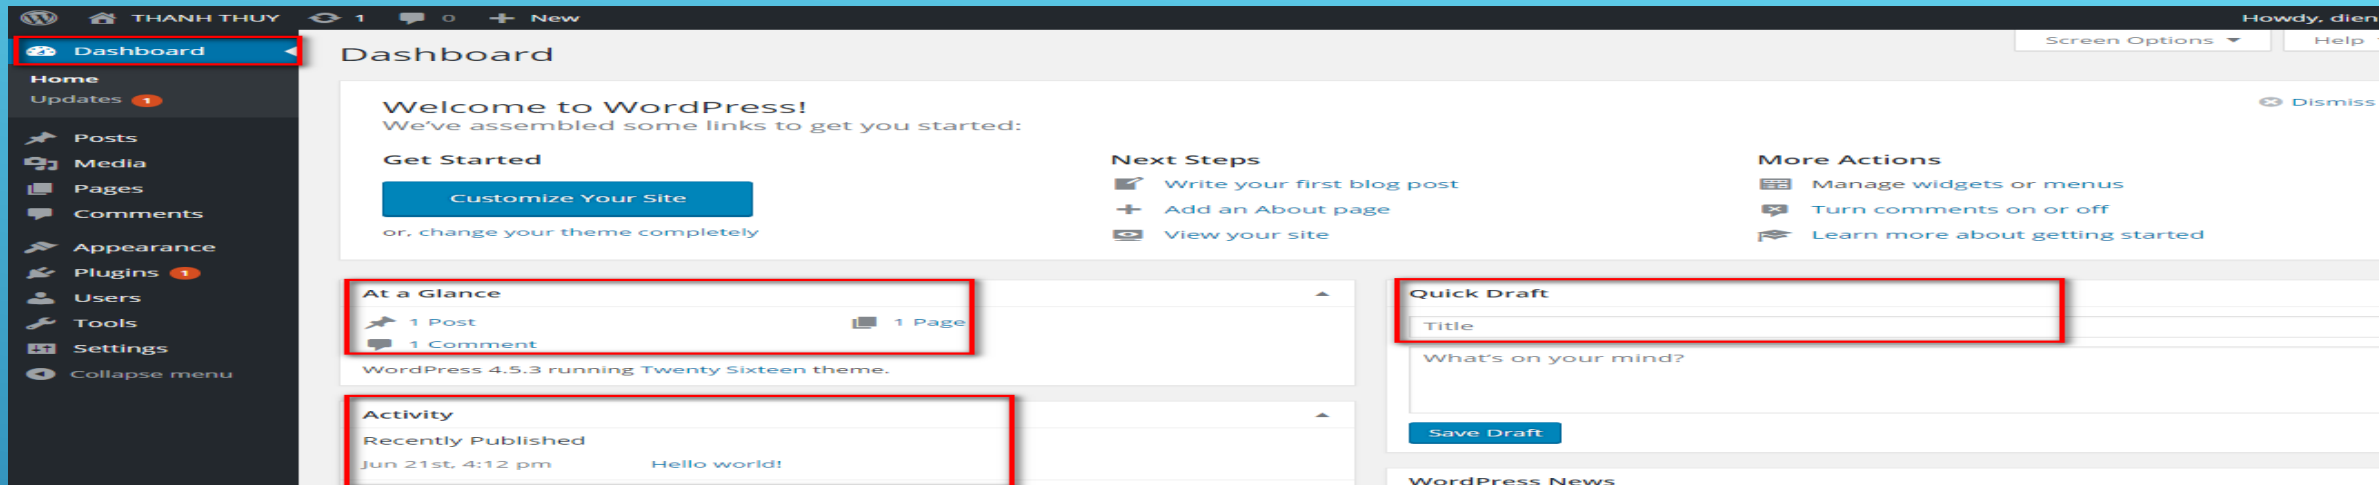 THANH THUY 1 0 New
Howdy, dien
Dashboard
Home
Updates 1
Posts
Media
Pages
Comments
Appearance
Plugins 1
Users
Tools
Settings
Collapse menu
Dashboard
Screen Options
Help
Welcome to WordPress!
Dismiss
We've assembled some links to get you started:
Get Started
Customize Your Site
or, change your theme completely
Next Steps
Write your first blog post
Add an About page
View your site
More Actions
Manage widgets or menus
Turn comments on or off
Learn more about getting started
At a Glance
1 Post 1 Page
1 Comment
WordPress 4.5.3 running Twenty Sixteen theme.
Activity
Recently Published
Jun 21st, 4:12 pm Hello world!
Quick Draft
Title
What's on your mind?
Save Draft
WordPress News